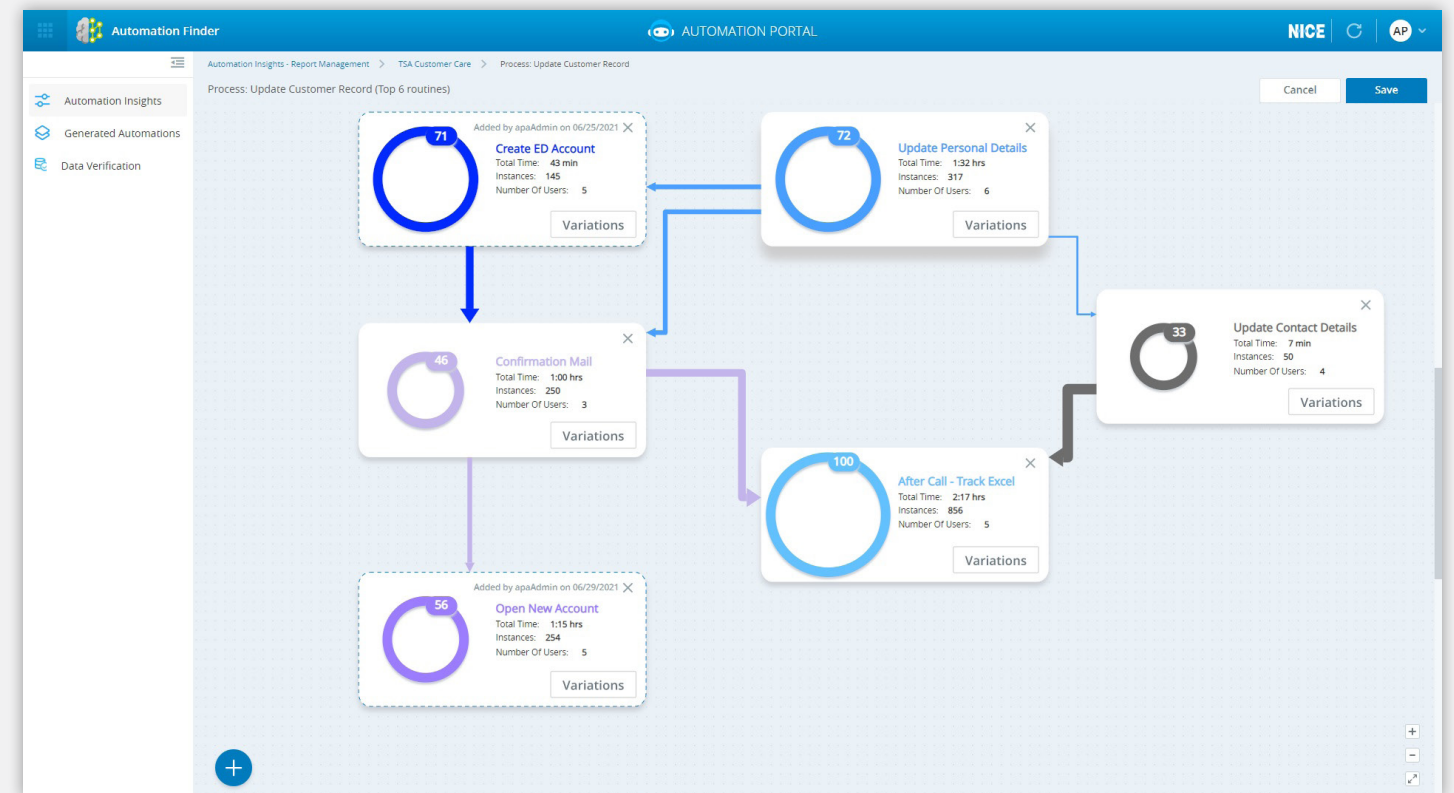 Automation Finder
AUTOMATION PORTAL
NICE
AP
Automation Insights - Report Management > TSA Customer Care > Process: Update Customer Record
Process: Update Customer Record (Top 6 routines)
Cancel
Save
Automation Insights
Generated Automations
Data Verification
Added by apaAdmin on 06/25/2021
71
Create ED Account
Total Time: 43 min
Instances: 145
Number Of Users: 5
Variations
72
Update Personal Details
Total Time: 1:32 hrs
Instances: 317
Number Of Users: 6
Variations
33
Update Contact Details
Total Time: 7 min
Instances: 50
Number Of Users: 4
Variations
46
Confirmation Mail
Total Time: 1:00 hrs
Instances: 250
Number Of Users: 3
Variations
100
After Call - Track Excel
Total Time: 2:17 hrs
Instances: 856
Number Of Users: 5
Variations
Added by apaAdmin on 06/29/2021
56
Open New Account
Total Time: 1:15 hrs
Instances: 254
Number Of Users: 5
Variations